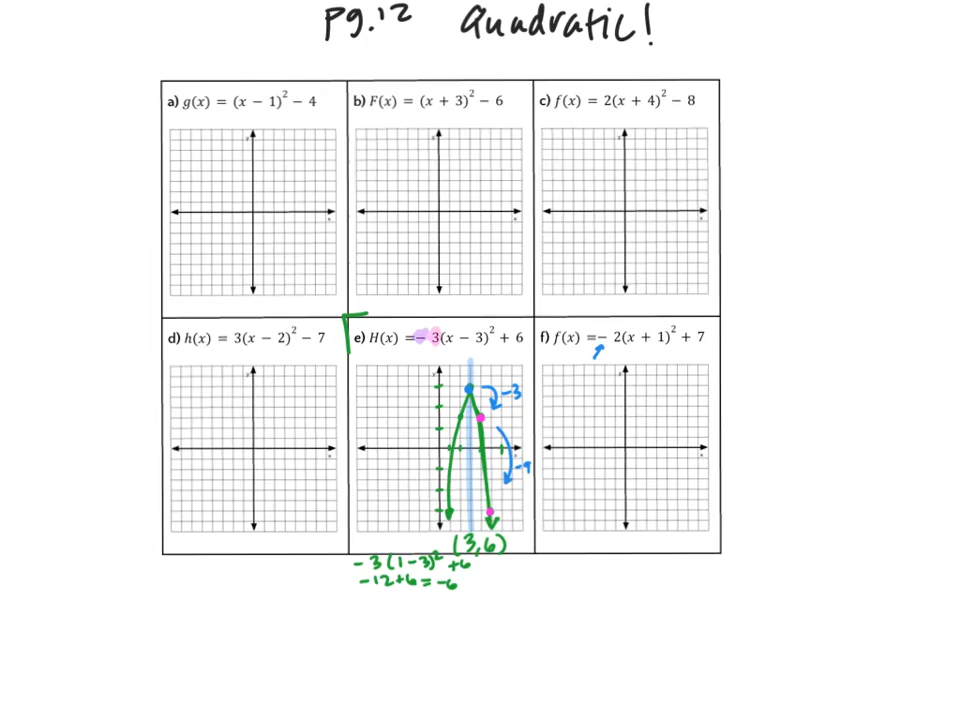 Pg.12 Quadratic!
a) g(x) = (x − 1)² − 4
b) F(x) = (x + 3)² − 6
c) f(x) = 2(x + 4)² − 8
d) h(x) = 3(x − 2)² − 7
e) H(x) =− 3(x − 3)² + 6
f) f(x) =− 2(x + 1)² + 7
-3
-9
(3,6)
-3(1-3)² +6
-12+6=-6